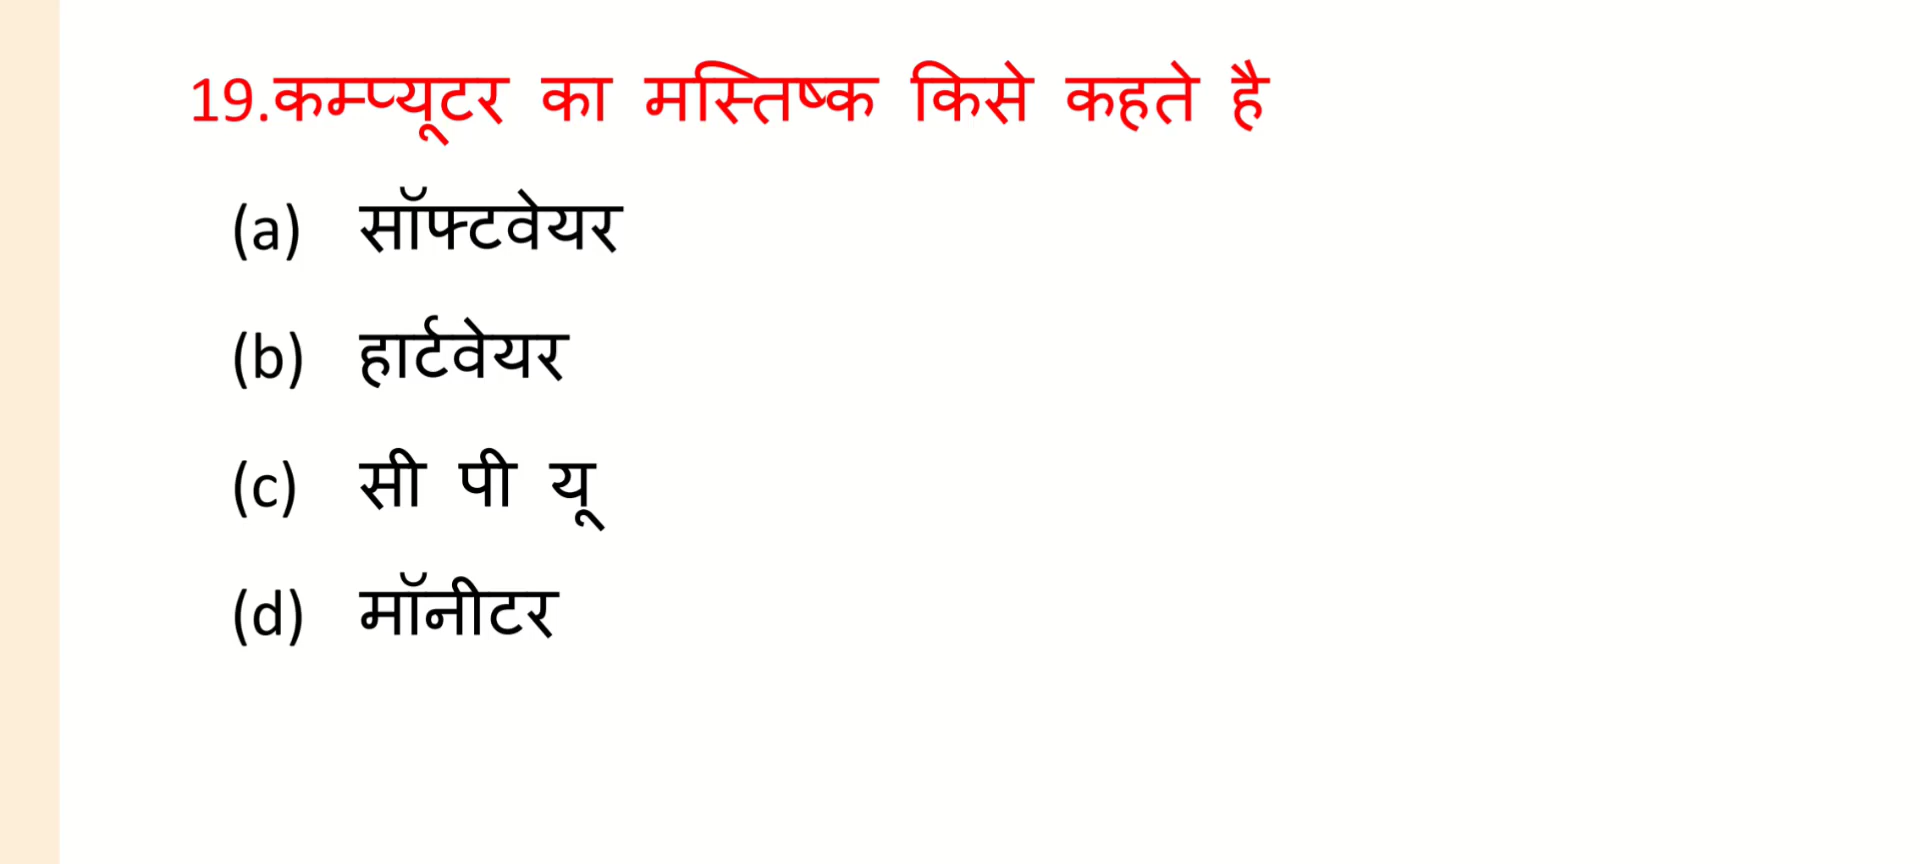 19.कम्प्यूटर का मस्तिष्क किसे कहते है
(a) सॉफ्टवेयर
(b) हार्टवेयर
(c) सी पी यू
(d) मॉनीटर